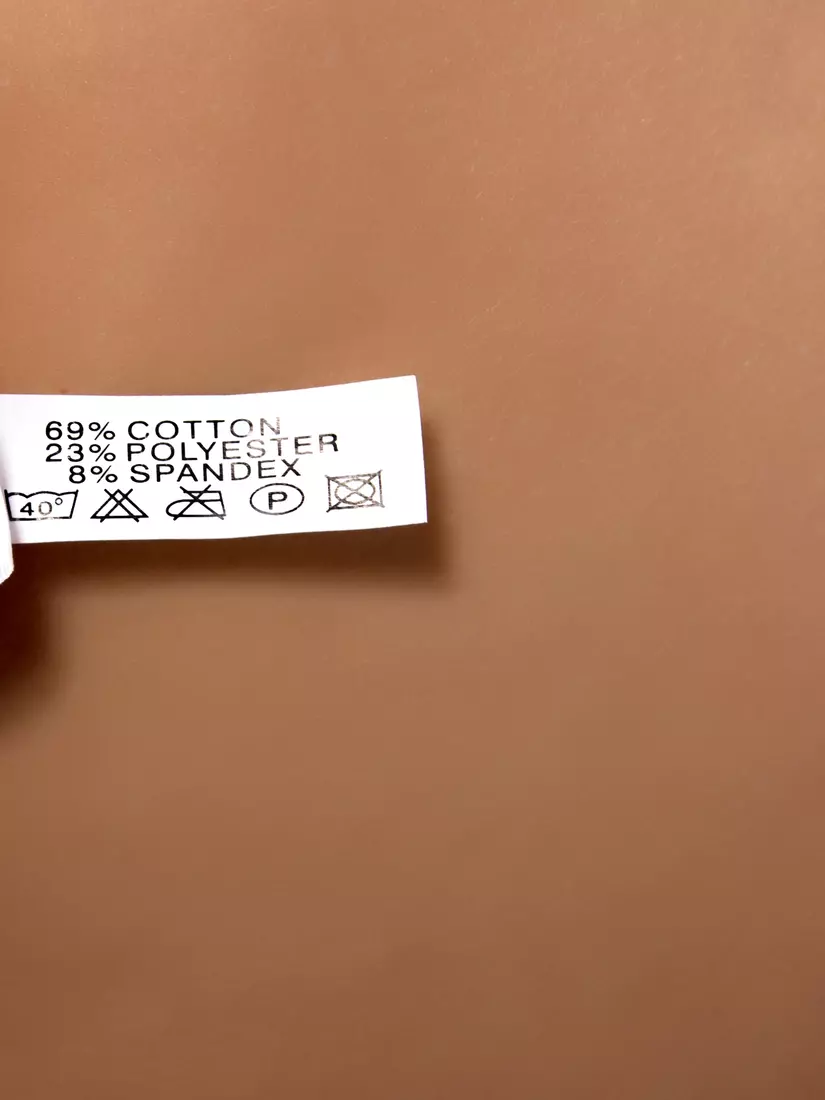 69% COTTON
23% POLYESTER
8% SPANDEX
40° P